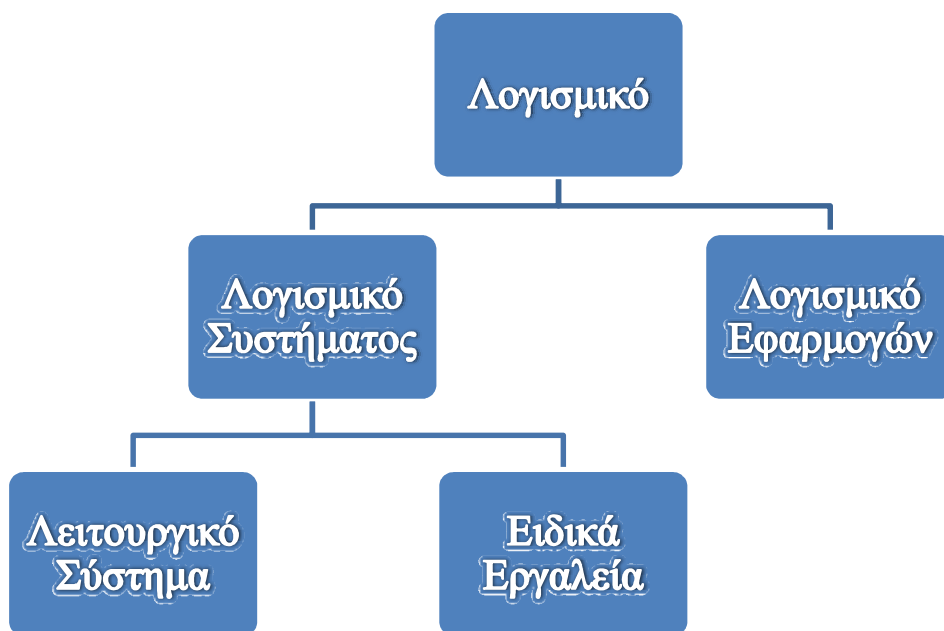 Λογισμικό
Λογισμικό
Συστήματος
Λογισμικό
Εφαρμογών
Λειτουργικό
Σύστημα
Ειδικά
Εργαλεία